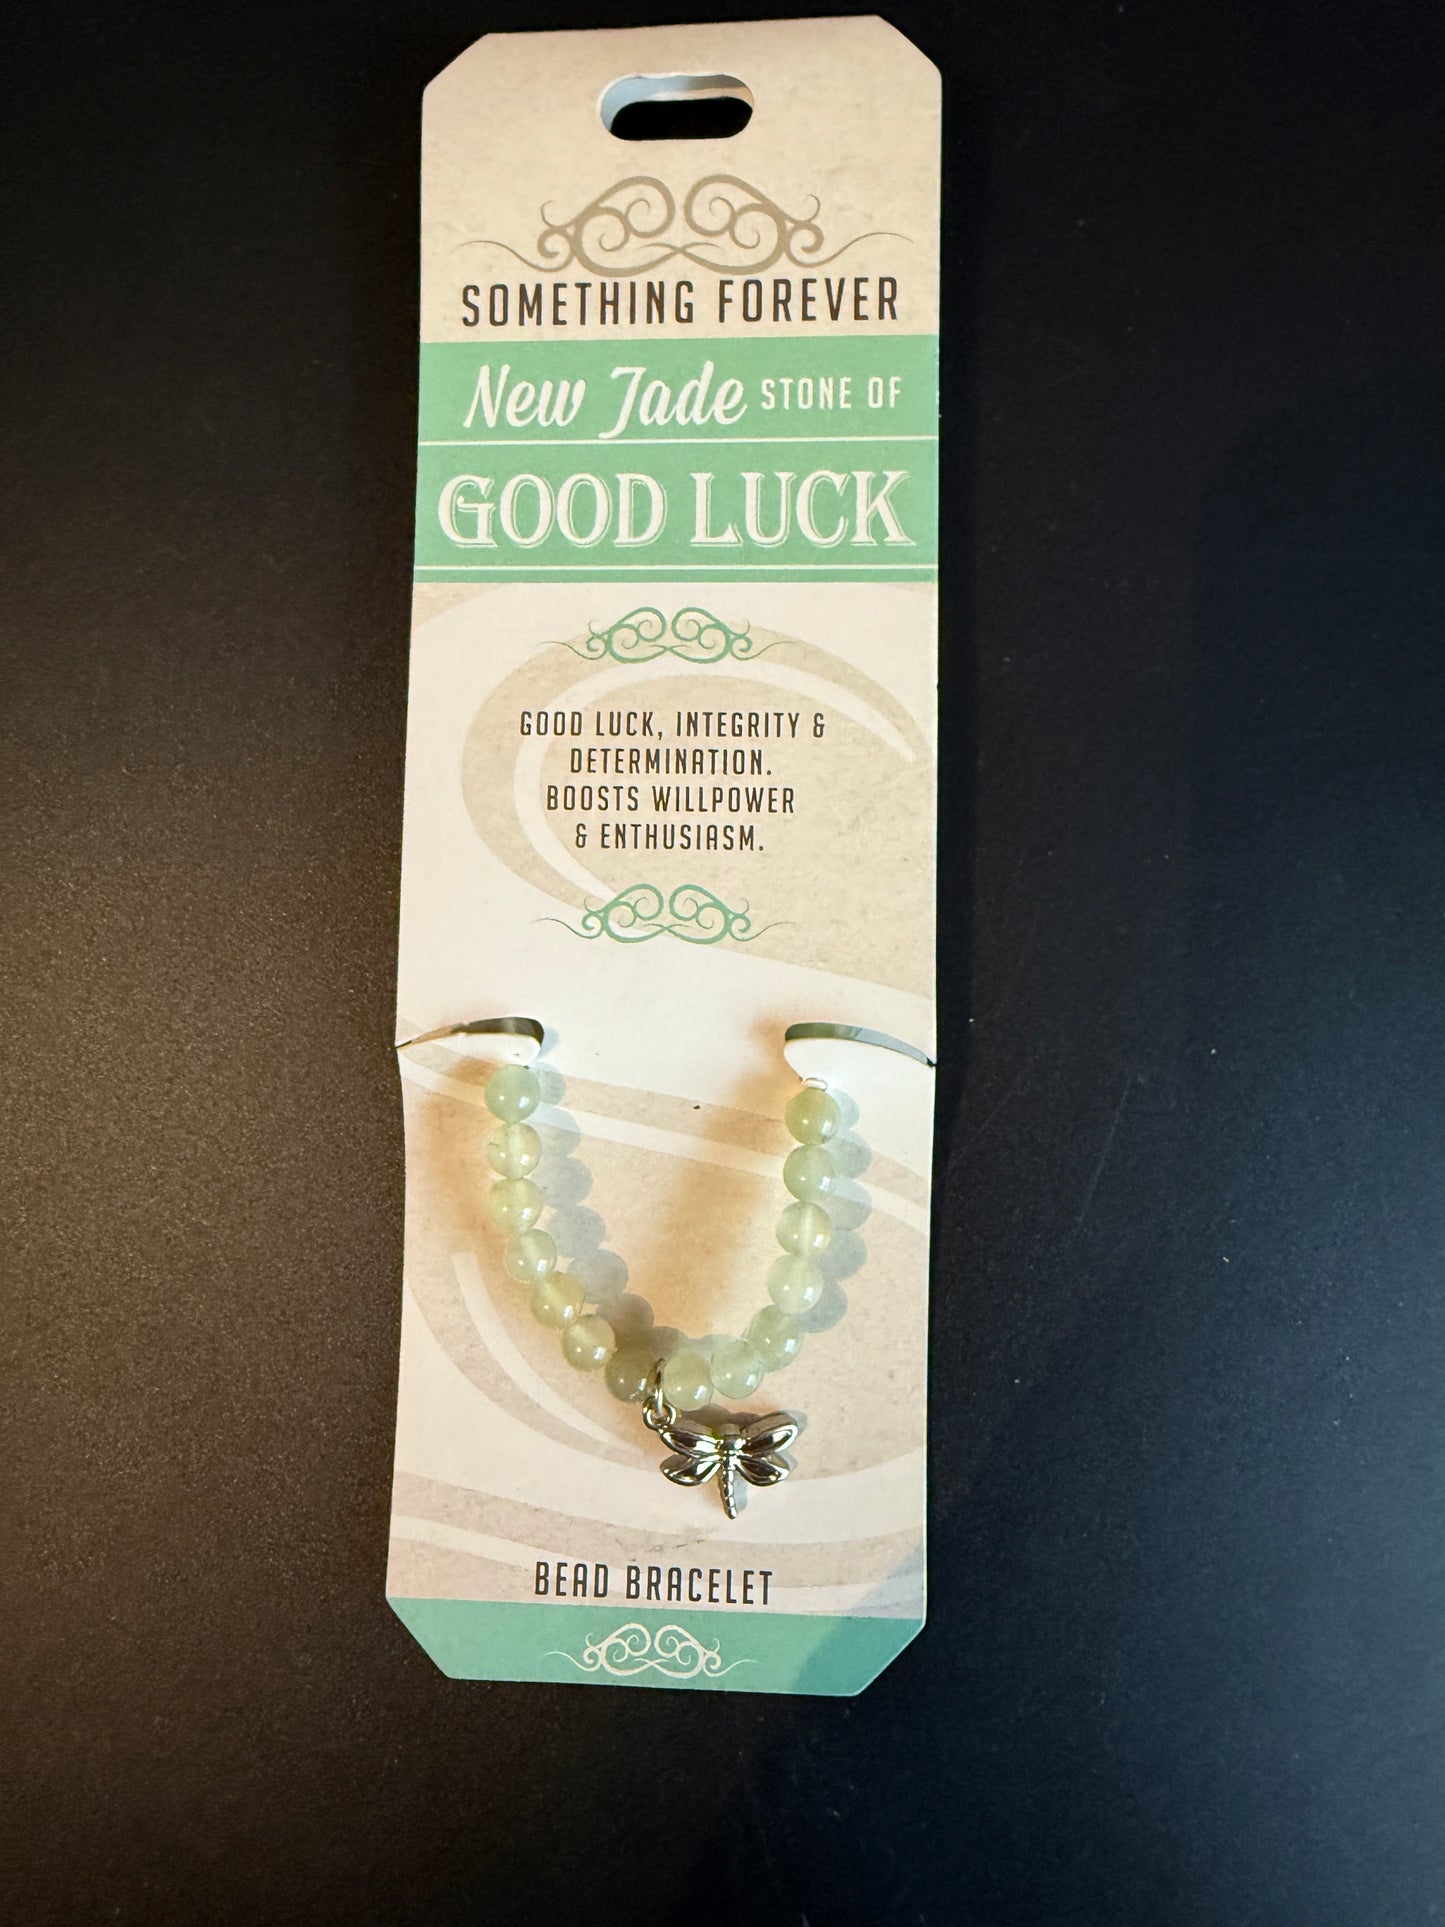 SOMETHING FOREVER
New Jade STONE OF
GOOD LUCK
GOOD LUCK, INTEGRITY &
DETERMINATION.
BOOSTS WILLPOWER
& ENTHUSIASM.
BEAD BRACELET